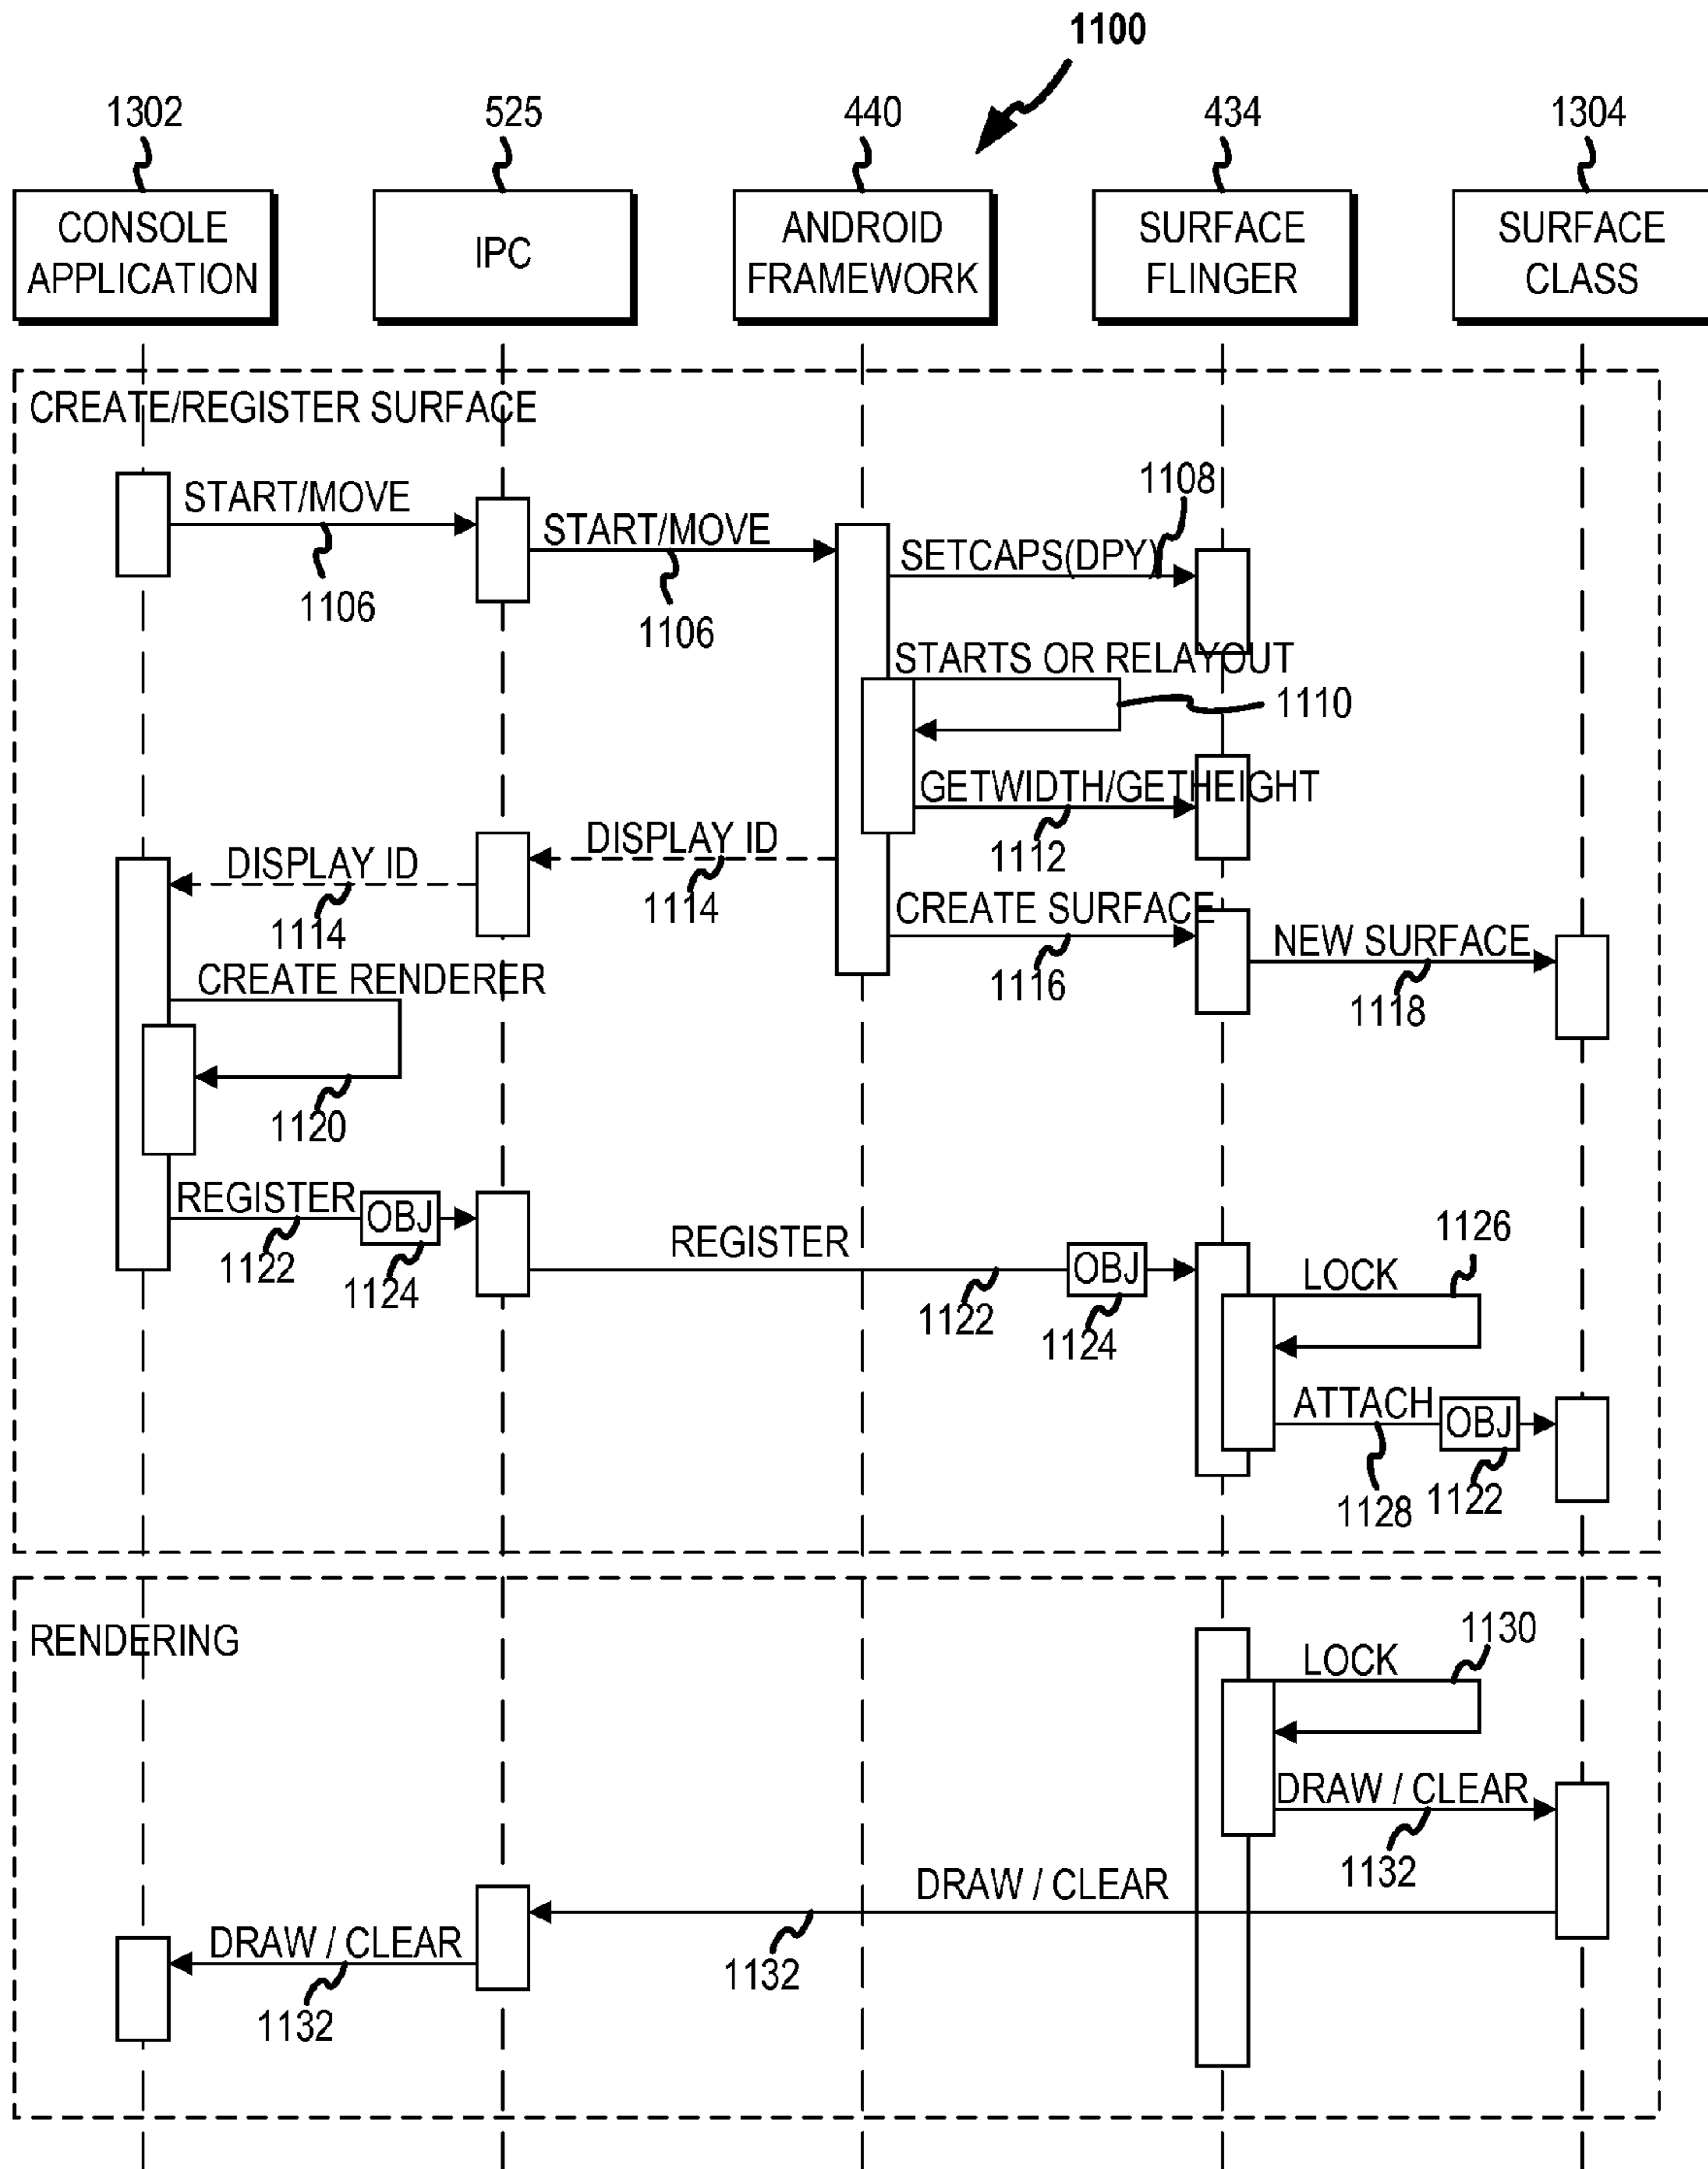 1100
1302
525
440
434
1304
CONSOLE
APPLICATION
IPC
ANDROID
FRAMEWORK
SURFACE
FLINGER
SURFACE
CLASS
CREATE/REGISTER SURFACE
START/MOVE
1106
START/MOVE
1106
SETCAPS(DPY)
1108
STARTS OR RELAYOUT
1110
GETWIDTH/GETHEIGHT
1112
DISPLAY ID
1114
DISPLAY ID
1114
CREATE SURFACE
1116
NEW SURFACE
1118
CREATE RENDERER
1120
REGISTER
OBJ
1122
1124
REGISTER
OBJ
1122
1124
LOCK
1126
ATTACH
OBJ
1128
1122
RENDERING
LOCK
1130
DRAW / CLEAR
1132
DRAW / CLEAR
1132
DRAW / CLEAR
1132